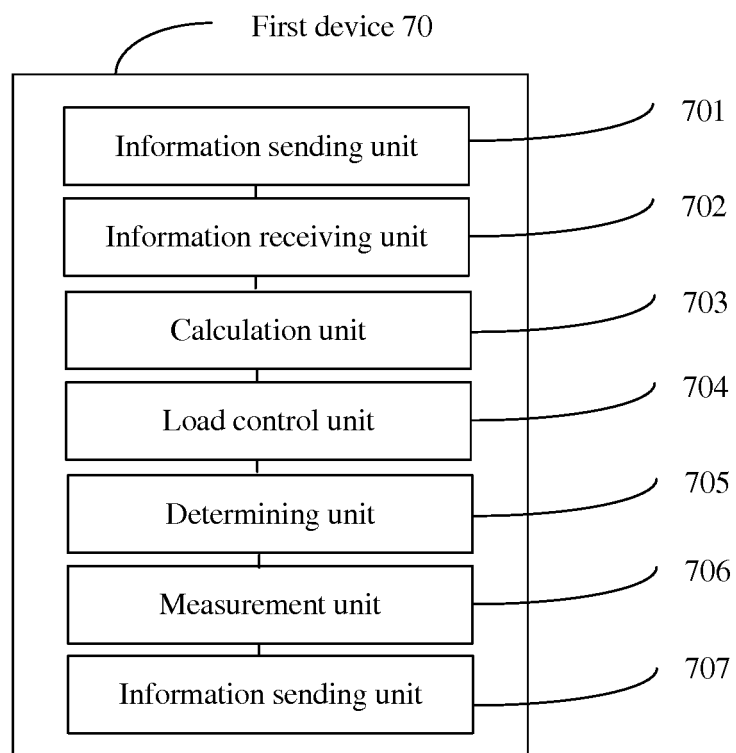 First device 70
Information sending unit
701
Information receiving unit
702
Calculation unit
703
Load control unit
704
Determining unit
705
Measurement unit
706
Information sending unit
707